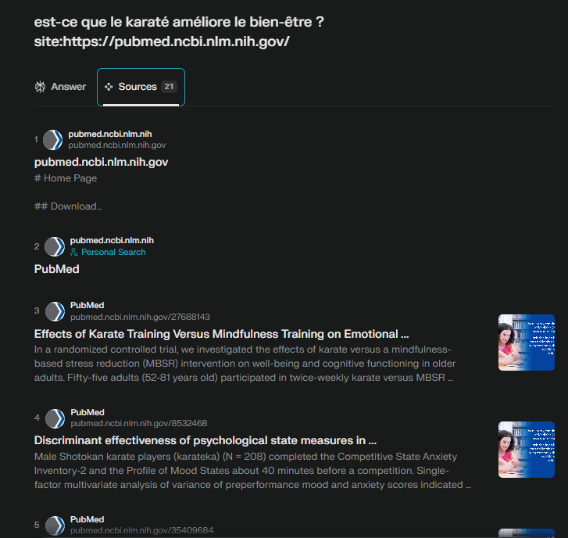 est-ce que le karaté améliore le bien-être ?
site:https://pubmed.ncbi.nlm.nih.gov/
Answer
Sources 21
1 pubmed.ncbi.nlm.nih
pubmed.ncbi.nlm.nih.gov
pubmed.ncbi.nlm.nih.gov
# Home Page
## Download...
2 pubmed.ncbi.nlm.nih
Personal Search
PubMed
3 PubMed
pubmed.ncbi.nlm.nih.gov/27688143
Effects of Karate Training Versus Mindfulness Training on Emotional ...
In a randomized controlled trial, we investigated the effects of karate versus a mindfulness-
based stress reduction (MBSR) intervention on well-being and cognitive functioning in older
adults. Fifty-five adults (52-81 years old) participated in twice-weekly karate versus MBSR ...
4 PubMed
pubmed.ncbi.nlm.nih.gov/8532468
Discriminant effectiveness of psychological state measures in ...
Male Shotokan karate players (karateka) (N = 208) completed the Competitive State Anxiety
Inventory-2 and the Profile of Mood States about 40 minutes before a competition. Single-
factor multivariate analysis of variance of preperformance mood and anxiety scores indicated ...
5 PubMed
pubmed.ncbi.nlm.nih.gov/35409684